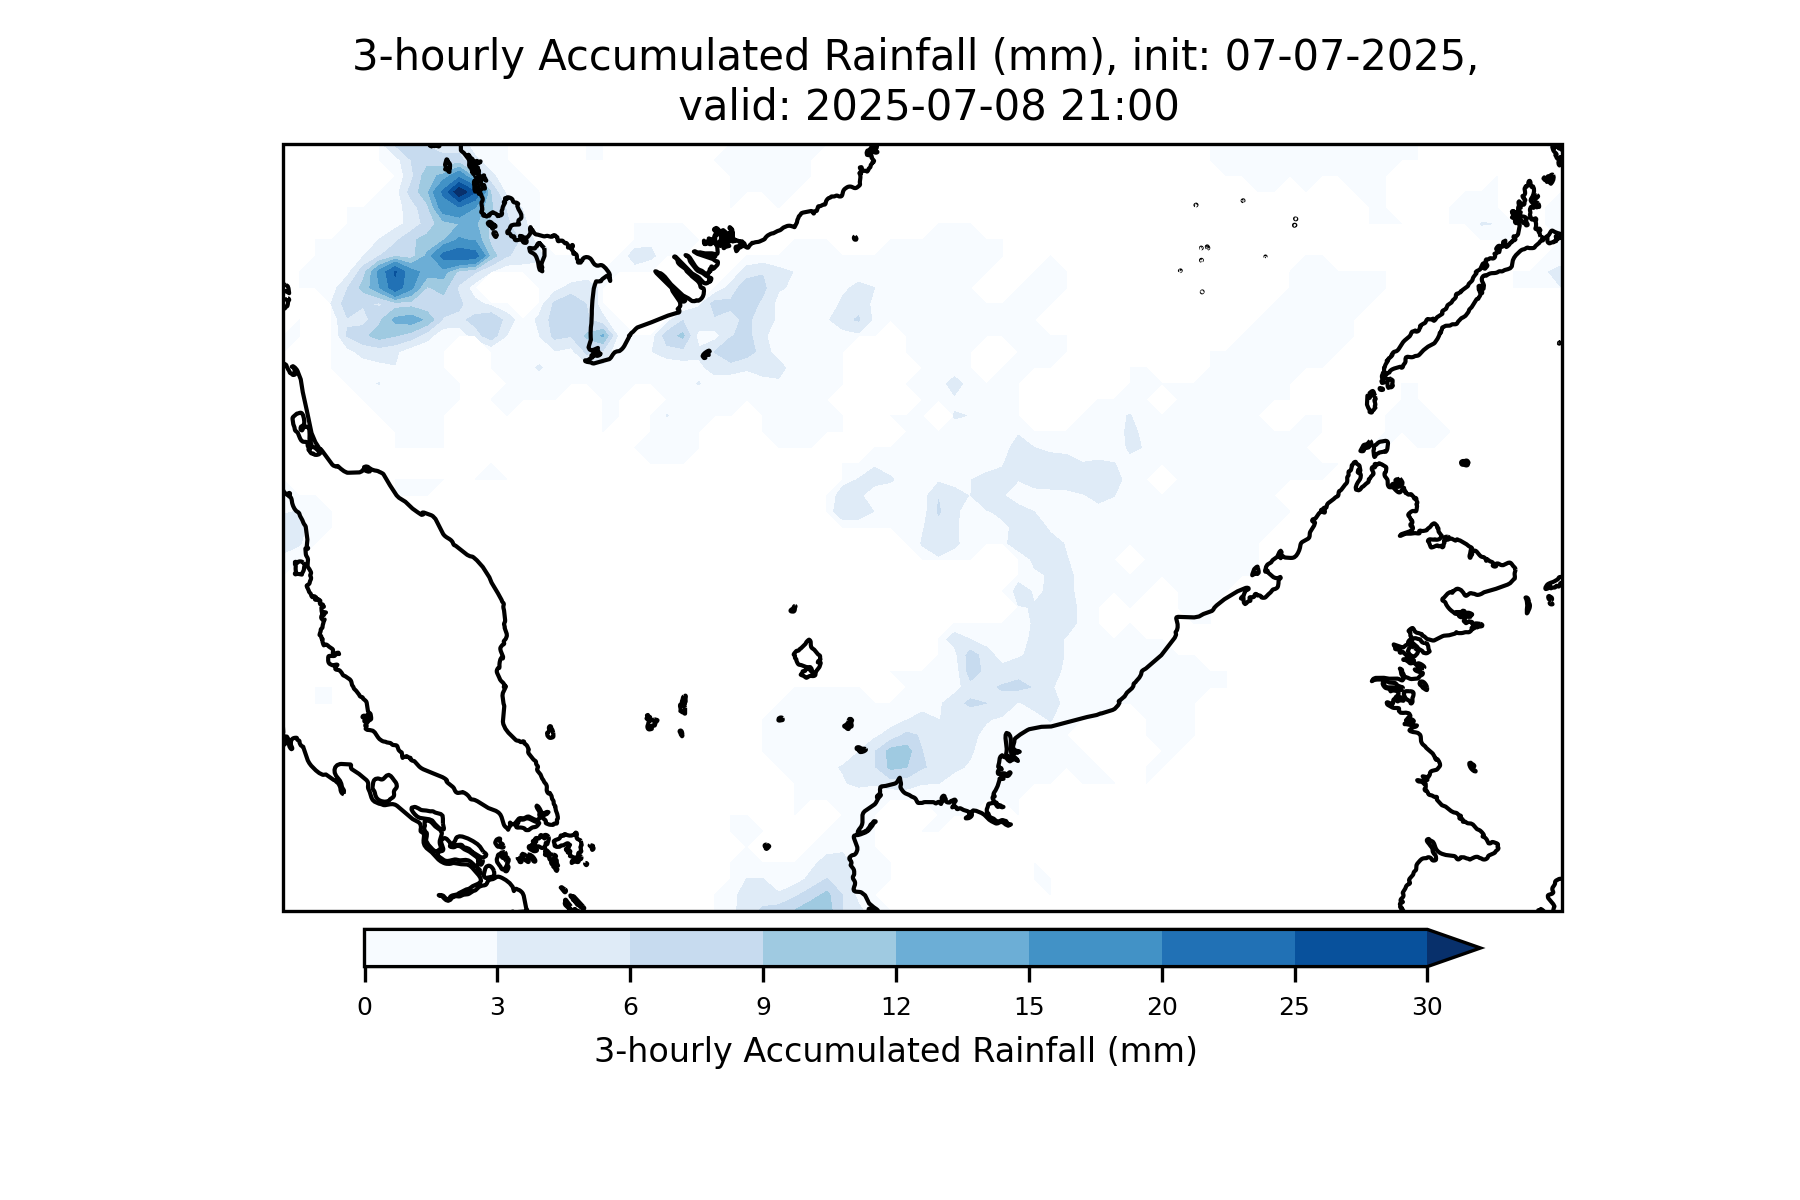 3-hourly Accumulated Rainfall (mm), init: 07-07-2025,
valid: 2025-07-08 21:00
0 3 6 9 12 15 20 25 30
3-hourly Accumulated Rainfall (mm)